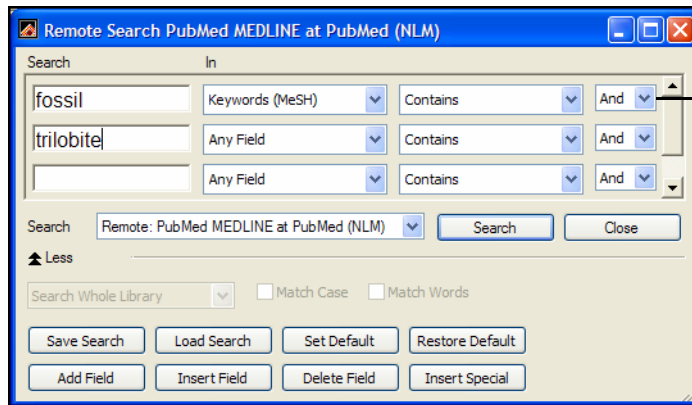 Remote Search PubMed MEDLINE at PubMed (NLM)
Search In
fossil Keywords (MeSH) Contains And
trilobite Any Field Contains And
Any Field Contains And
Search Remote: PubMed MEDLINE at PubMed (NLM) Search Close
Less
Search Whole Library Match Case Match Words
Save Search Load Search Set Default Restore Default
Add Field Insert Field Delete Field Insert Special